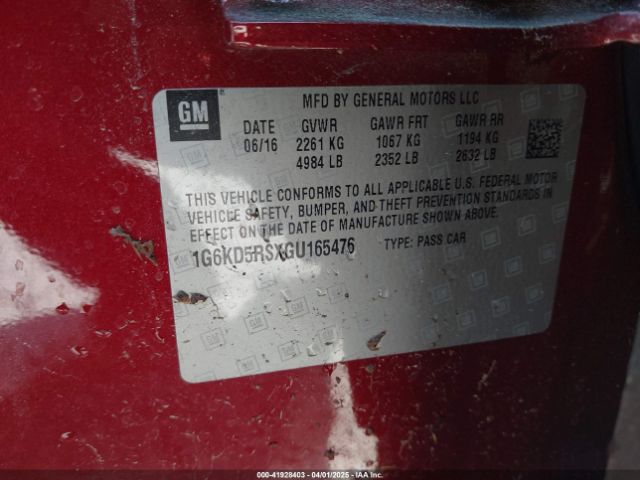 GM
MFD BY GENERAL MOTORS LLC
DATE GVWR GAWR FRT GAWR RR
06/16 2261 KG 1067 KG 1194 KG
4984 LB 2352 LB 2632 LB
THIS VEHICLE CONFORMS TO ALL APPLICABLE U.S. FEDERAL MOTOR
VEHICLE SAFETY, BUMPER, AND THEFT PREVENTION STANDARDS IN
EFFECT ON THE DATE OF MANUFACTURE SHOWN ABOVE.
1G6KD5RSXGU165476 TYPE: PASS CAR
00-41928403 - 04/01/2025 - IAA Inc.